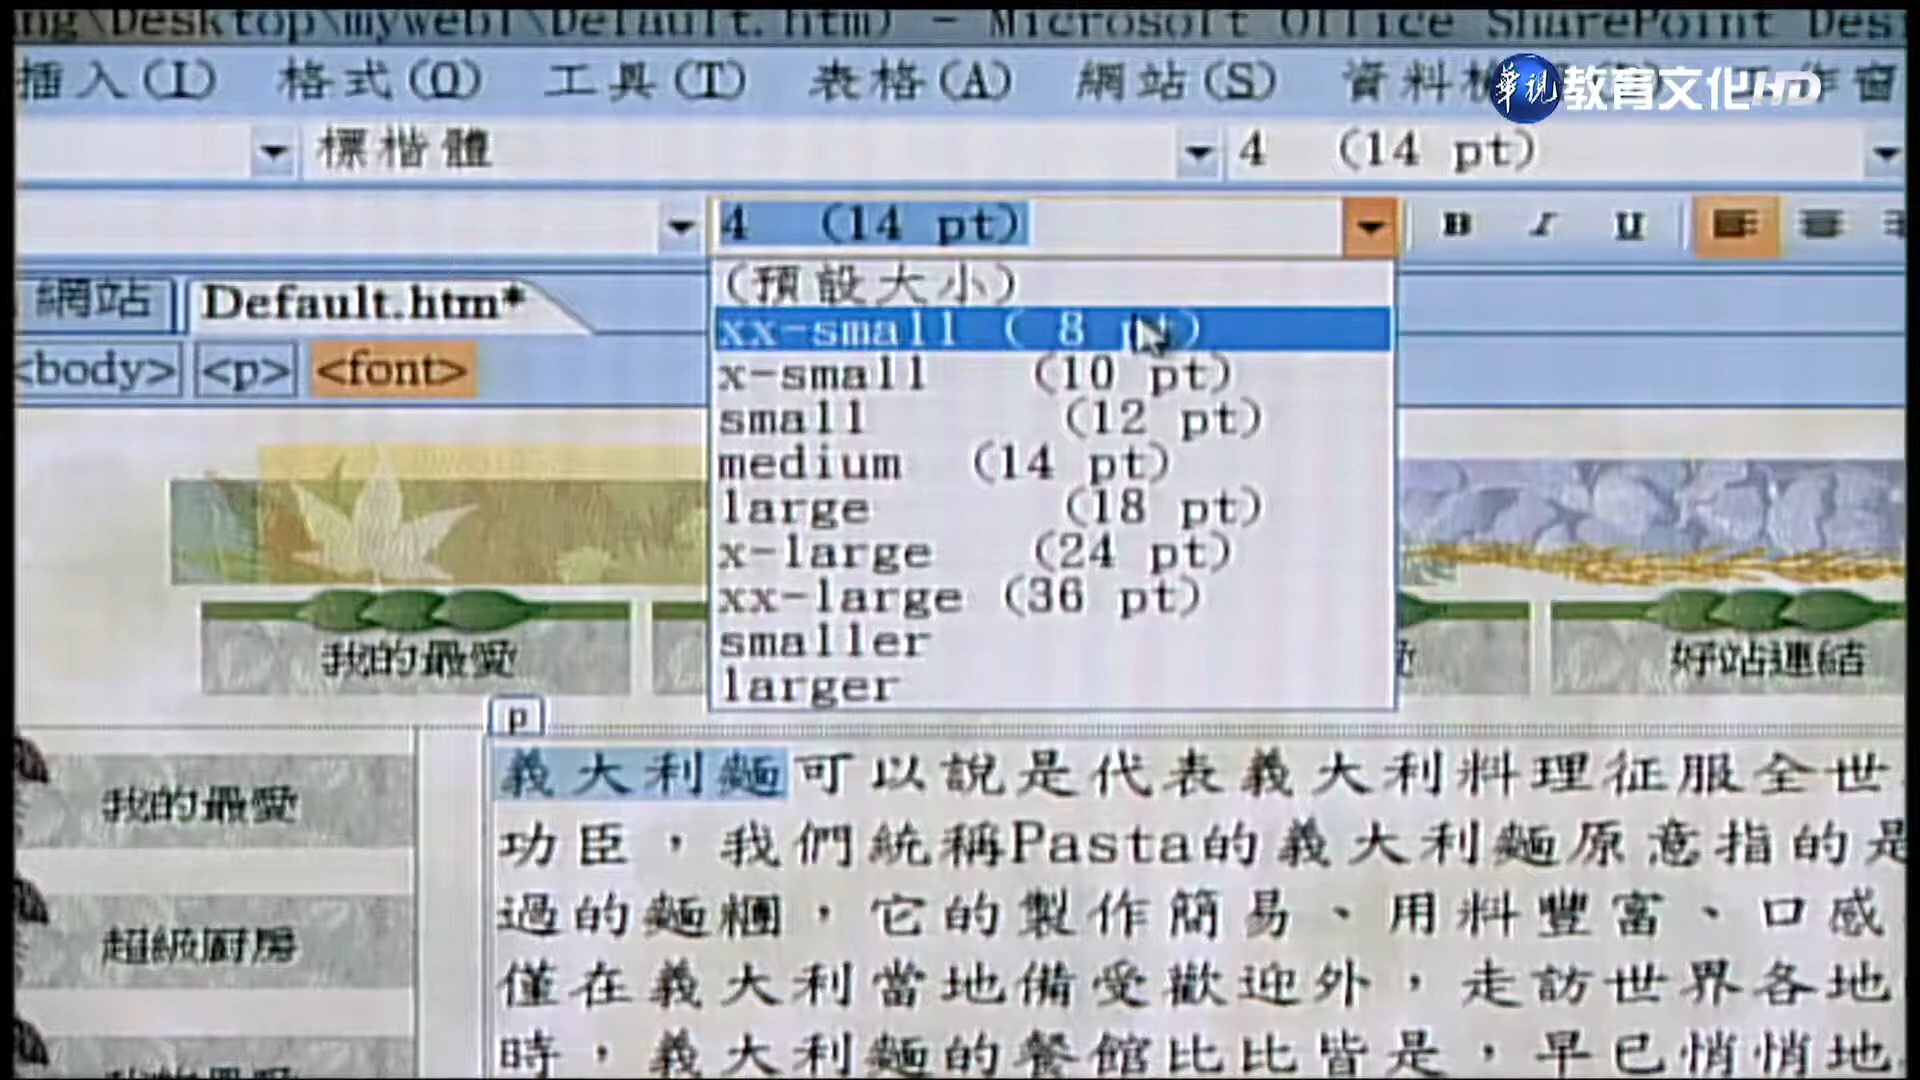 ng\Desktop\myweb1\Default.htm) - Microsoft Office SharePoint Des
插入(I) 格式(O) 工具(T) 表格(A) 網站(S) 資料 作窗
華視 教育文化HD
標楷體 4 (14 pt)
4 (14 pt) B I U
(預設大小)
xx-small ( 8 pt)
x-small (10 pt)
small (12 pt)
medium (14 pt)
large (18 pt)
x-large (24 pt)
xx-large (36 pt)
smaller
larger
網站 Default.htm*
<body> <p> <font>
我的最愛 好站連結
p
我的最愛
超級廚房
義大利麵可以說是代表義大利料理征服全世
功臣，我們統稱Pasta的義大利麵原意指的是
過的麵糰，它的製作簡易、用料豐富、口感
僅在義大利當地備受歡迎外，走訪世界各地
時，義大利麵的餐館比比皆是，早已悄悄地